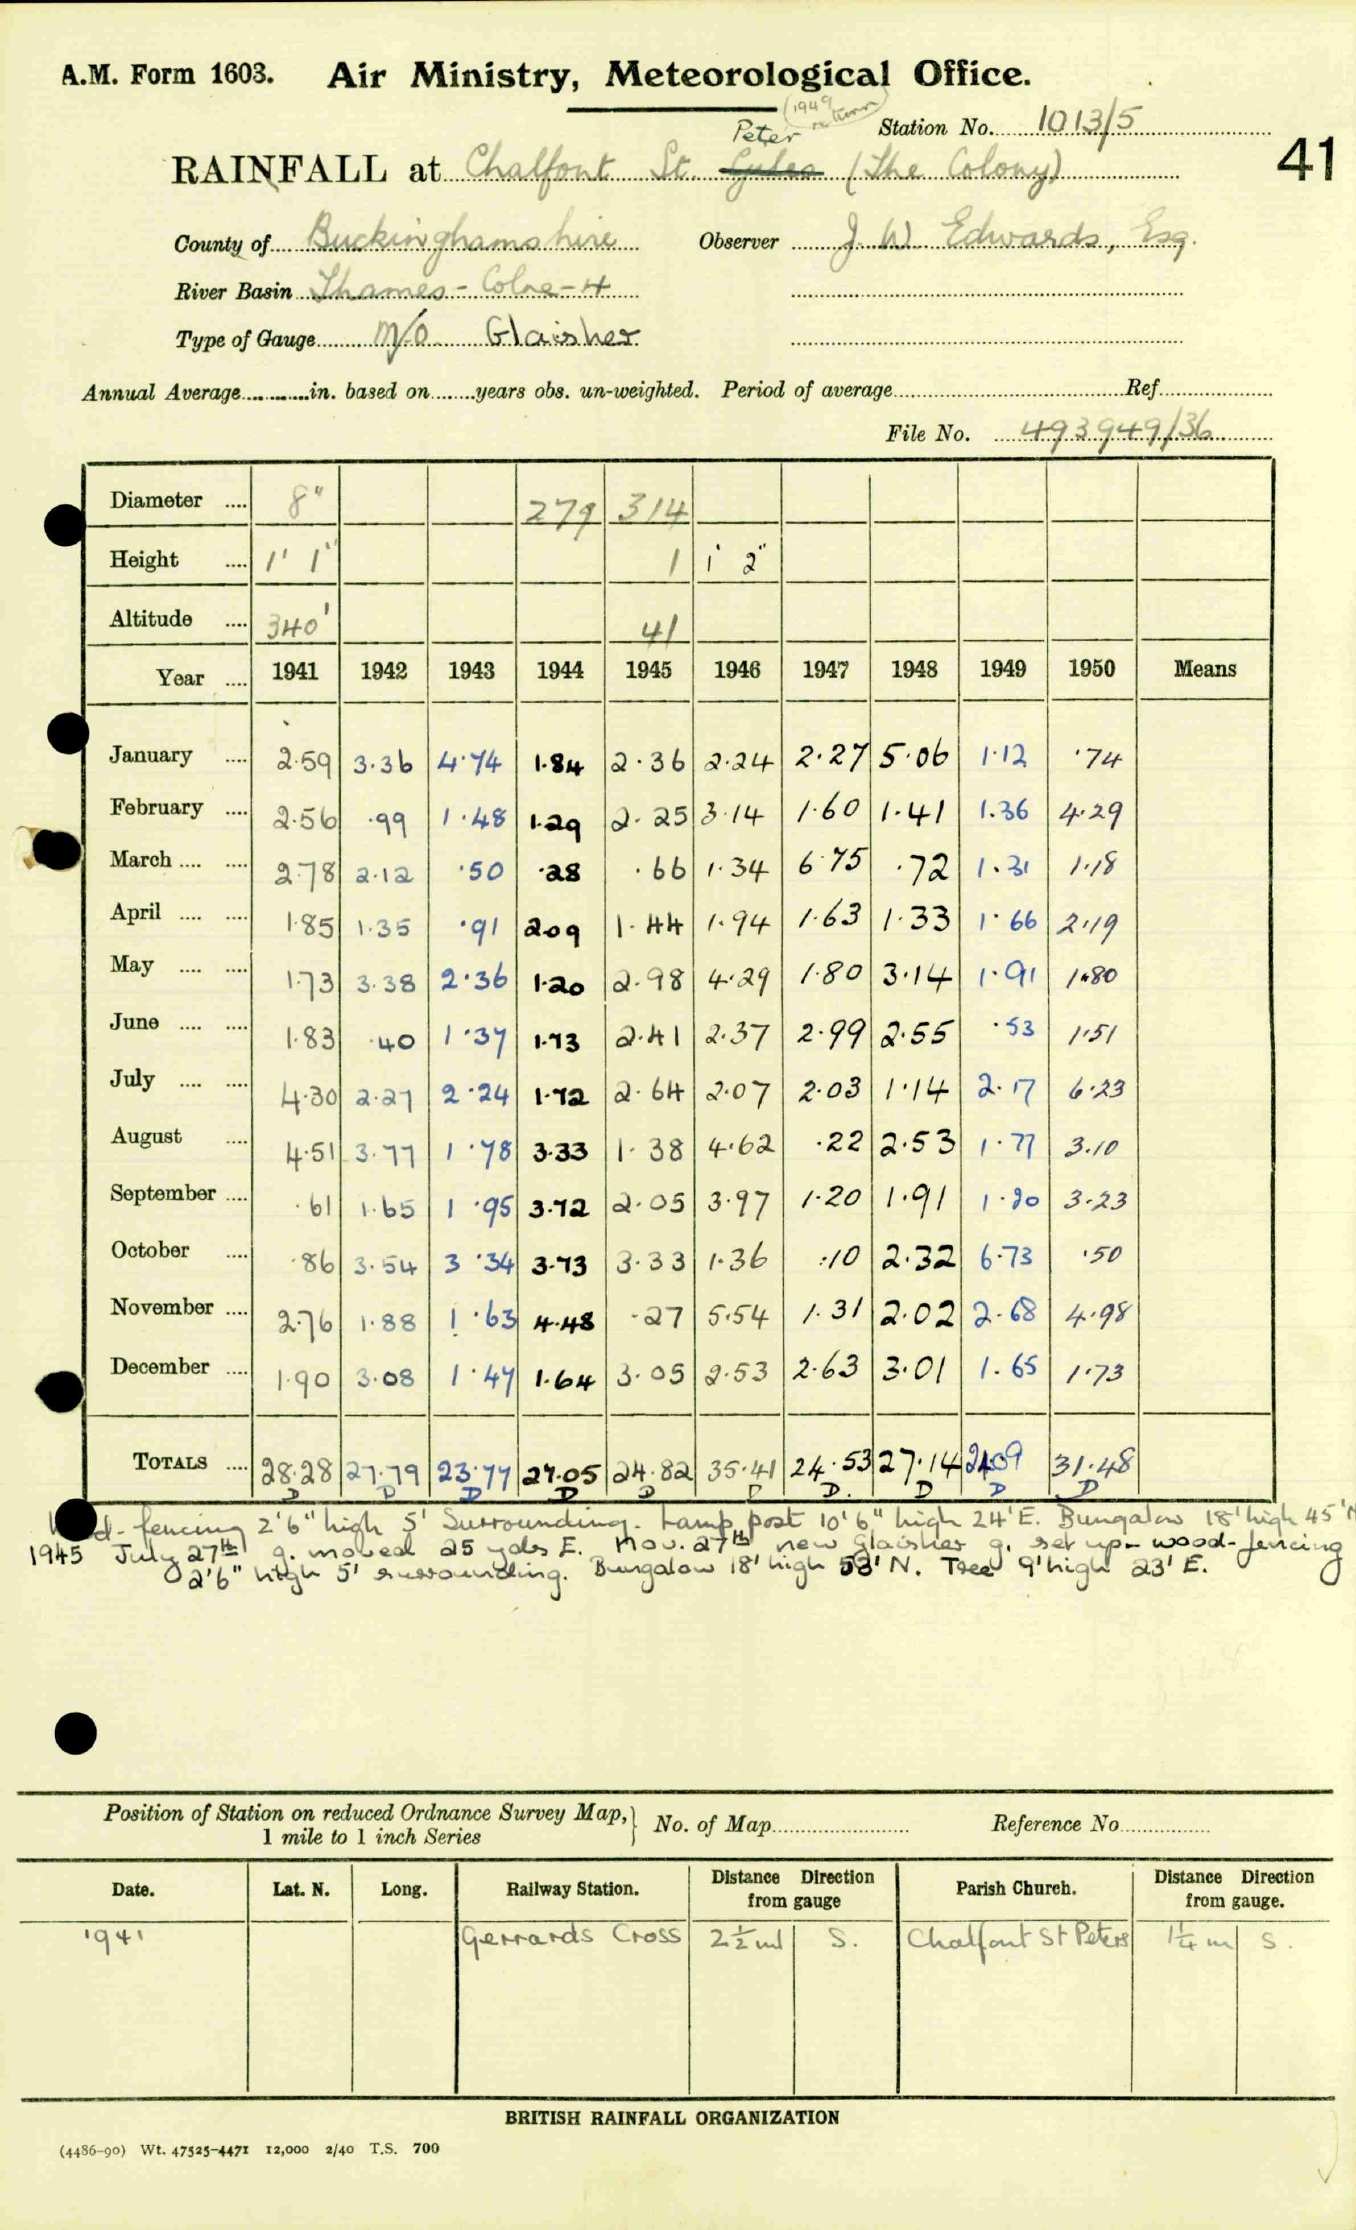 A.M. Form 1603. Air Ministry, Meteorological Office.
(1949 return)
Station No. 1013/5
Peter
RAINFALL at Chalfont St. Gyles (The Colony)
41
County of Buckinghamshire Observer J. W. Edwards, Esq.
River Basin Thames - Colne - 4
Type of Gauge M/O Glaisher
Annual Average in. based on years obs. un-weighted. Period of average Ref
File No. 493949/36
Diameter 8" 279 314
Height 1' 1" 1 1' 2"
Altitude 340' 41
Year 1941 1942 1943 1944 1945 1946 1947 1948 1949 1950 Means
January 2.59 3.36 4.74 1.84 2.36 2.24 2.27 5.06 1.12 .74
February 2.56 .99 1.48 1.29 2.25 3.14 1.60 1.41 1.36 4.29
March 2.78 2.12 .50 .28 .66 1.34 6.75 .72 1.31 1.18
April 1.85 1.35 .91 2.09 1.44 1.94 1.63 1.33 1.66 2.19
May 1.73 3.38 2.36 1.20 2.98 4.29 1.80 3.14 1.91 1.80
June 1.83 .40 1.37 1.73 2.41 2.37 2.99 2.55 .53 1.51
July 4.30 2.27 2.24 1.72 2.64 2.07 2.03 1.14 2.17 6.23
August 4.51 3.77 1.78 3.33 1.38 4.62 .22 2.53 1.77 3.10
September .61 1.65 1.95 3.72 2.05 3.97 1.20 1.91 1.20 3.23
October .86 3.54 3.34 3.73 3.33 1.36 .10 2.32 6.73 .50
November 2.76 1.88 1.63 4.48 .27 5.54 1.31 2.02 2.68 4.98
December 1.90 3.08 1.47 1.64 3.05 2.53 2.63 3.01 1.65 1.73
TOTALS 28.28 27.79 23.77 27.05 24.82 35.41 24.53 27.14 24.09 31.48
D D D D D D D D D D
fencing 2'6" high 5' surrounding. Lamp post 10'6" high 24' E. Bungalow 18' high 45' N
1945 July 27th g. moved 25 yds E. Nov. 27th new Glaisher g. set up - wood-fencing
2'6" high 5' surrounding. Bungalow 18' high 53' N. Tree 9' high 23' E.
Position of Station on reduced Ordnance Survey Map, } No. of Map Reference No
1 mile to 1 inch Series
Date. Lat. N. Long. Railway Station. Distance Direction from gauge Parish Church. Distance Direction from gauge.
1941 Gerrards Cross 2½ ml S. Chalfont St Peters 1¼ m S.
BRITISH RAINFALL ORGANIZATION
(4486-90) Wt. 47525-4471 12,000 2/40 T.S. 700